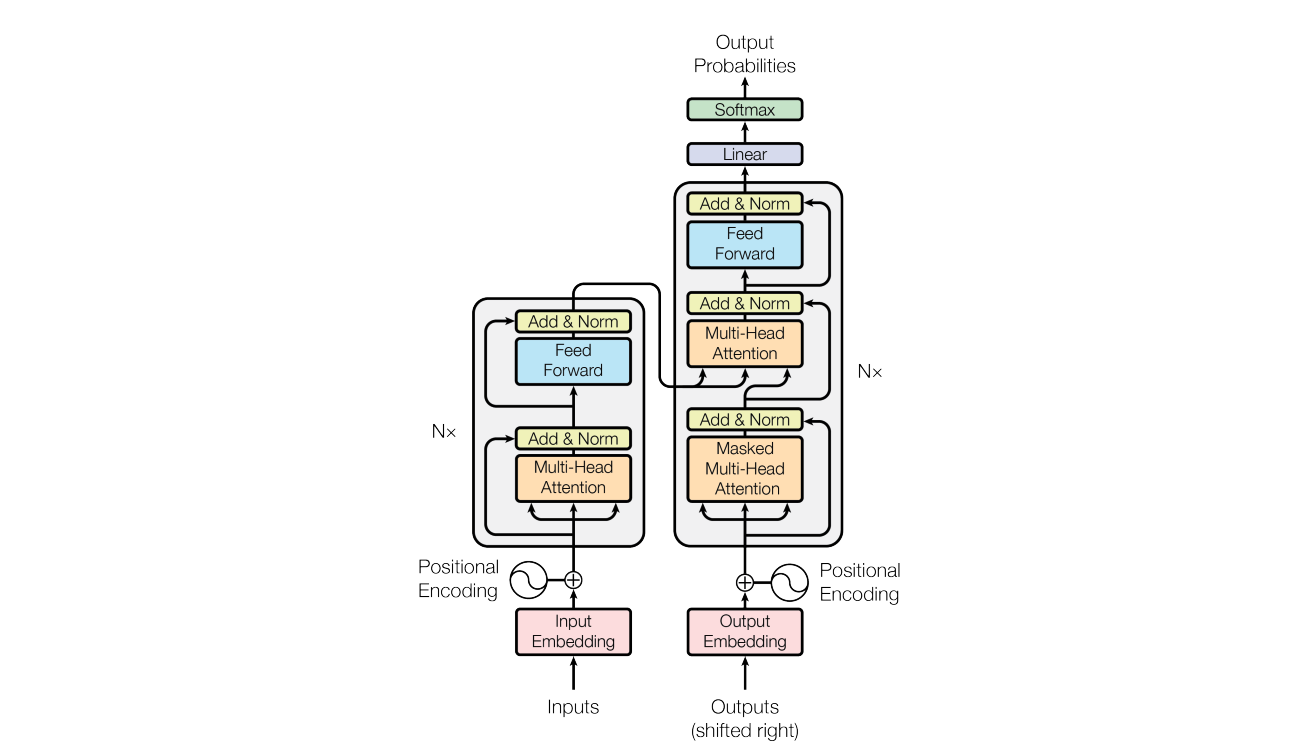 Output
Probabilities
Softmax
Linear
Add & Norm
Feed
Forward
Add & Norm
Multi-Head
Attention
Add & Norm
Masked
Multi-Head
Attention
N×
Positional
Encoding
Output
Embedding
Outputs
(shifted right)
Add & Norm
Feed
Forward
Add & Norm
Multi-Head
Attention
N×
Positional
Encoding
Input
Embedding
Inputs